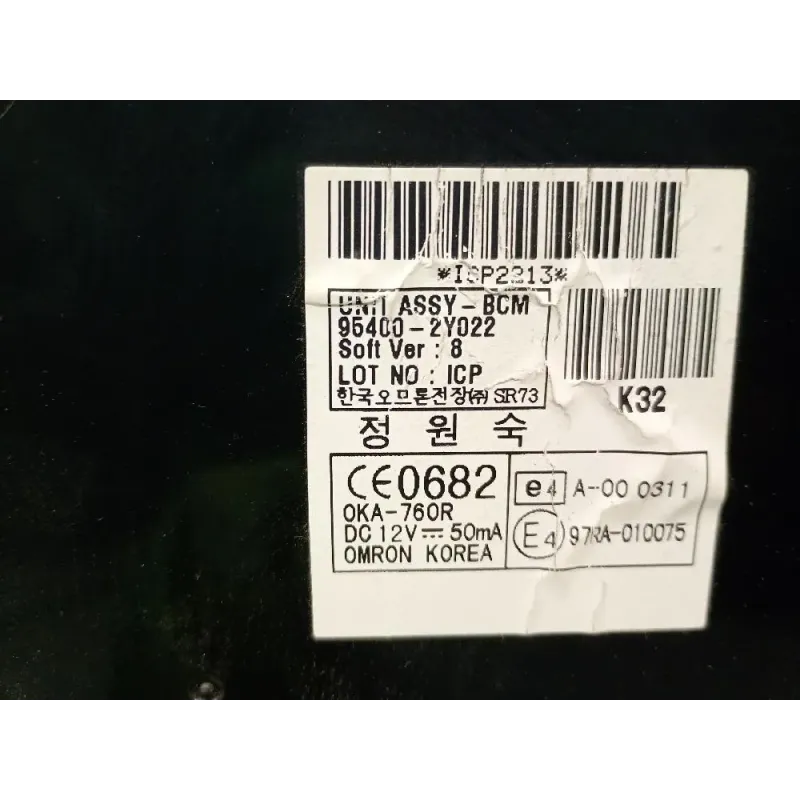 *ICP2313*
UNIT ASSY-BCM
95400-2Y022
Soft Ver : 8
LOT NO : ICP
한국오므론전장㈜ SR73
K32
정 원 숙
CE0682
OKA-760R
DC 12V ⎓ 50mA
OMRON KOREA
e4 A-00 0311
E4 97RA-010075